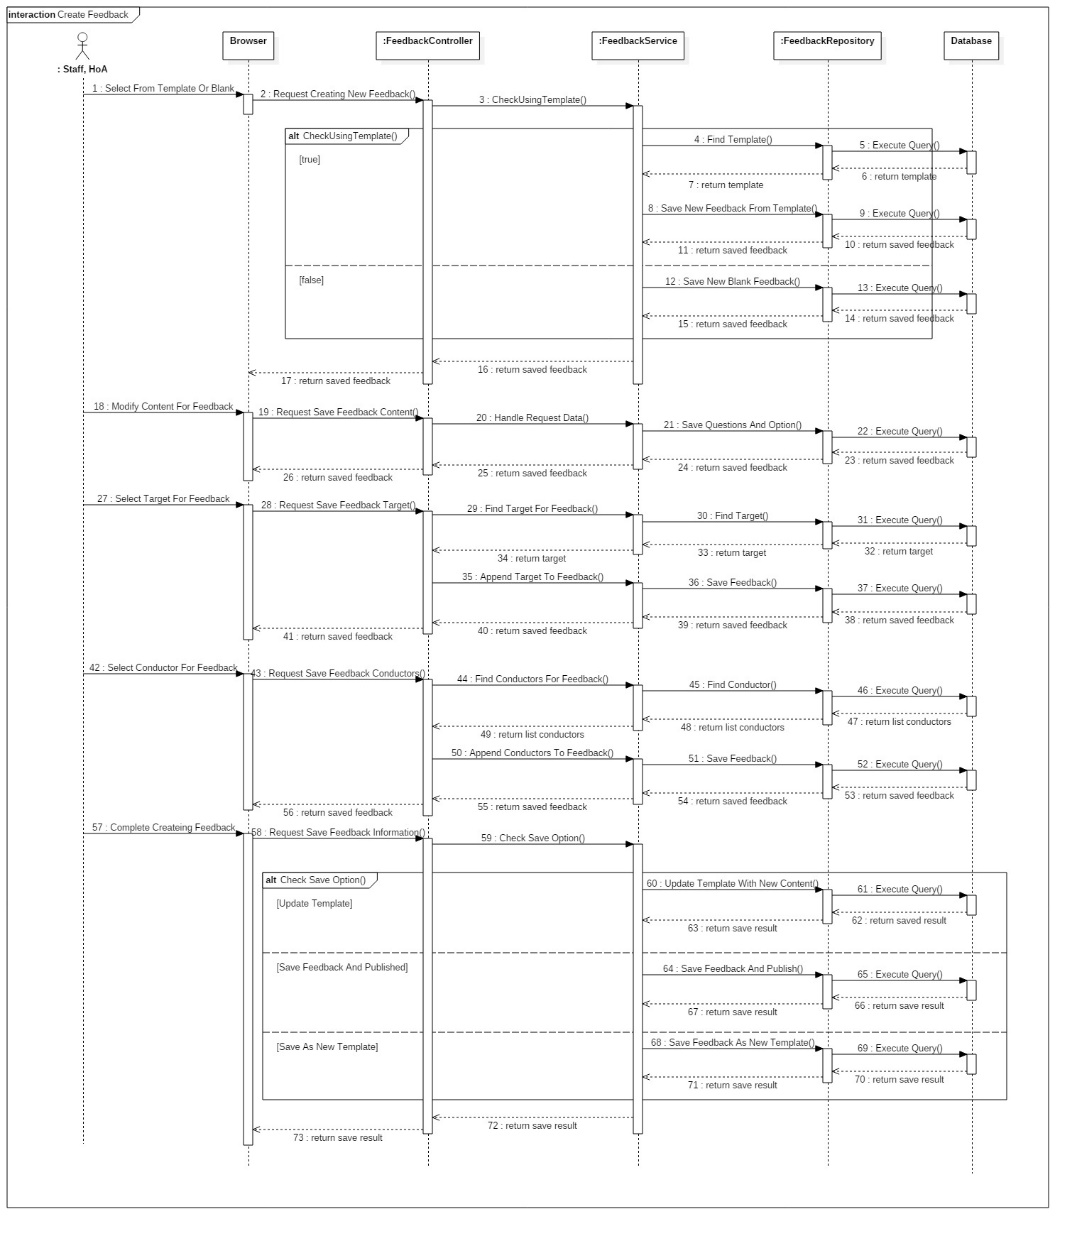 interaction Create Feedback
: Staff, HoA
Browser
:FeedbackController
:FeedbackService
:FeedbackRepository
Database
1 : Select From Template Or Blank
2 : Request Creating New Feedback()
3 : CheckUsingTemplate()
alt CheckUsingTemplate()
[true]
4 : Find Template()
5 : Execute Query()
6 : return template
7 : return template
8 : Save New Feedback From Template()
9 : Execute Query()
10 : return saved feedback
11 : return saved feedback
[false]
12 : Save New Blank Feedback()
13 : Execute Query()
14 : return saved feedback
15 : return saved feedback
16 : return saved feedback
17 : return saved feedback
18 : Modify Content For Feedback
19 : Request Save Feedback Content()
20 : Handle Request Data()
21 : Save Questions And Option()
22 : Execute Query()
23 : return saved feedback
24 : return saved feedback
25 : return saved feedback
26 : return saved feedback
27 : Select Target For Feedback
28 : Request Save Feedback Target()
29 : Find Target For Feedback()
30 : Find Target()
31 : Execute Query()
32 : return target
33 : return target
34 : return target
35 : Append Target To Feedback()
36 : Save Feedback()
37 : Execute Query()
38 : return saved feedback
39 : return saved feedback
40 : return saved feedback
41 : return saved feedback
42 : Select Conductor For Feedback
43 : Request Save Feedback Conductors()
44 : Find Conductors For Feedback()
45 : Find Conductor()
46 : Execute Query()
47 : return list conductors
48 : return list conductors
49 : return list conductors
50 : Append Conductors To Feedback()
51 : Save Feedback()
52 : Execute Query()
53 : return saved feedback
54 : return saved feedback
55 : return saved feedback
56 : return saved feedback
57 : Complete Createing Feedback
58 : Request Save Feedback Information()
59 : Check Save Option()
alt Check Save Option()
[Update Template]
60 : Update Template With New Content()
61 : Execute Query()
62 : return saved result
63 : return save result
[Save Feedback And Published]
64 : Save Feedback And Publish()
65 : Execute Query()
66 : return save result
67 : return save result
[Save As New Template]
68 : Save Feedback As New Template()
69 : Execute Query()
70 : return save result
71 : return save result
72 : return save result
73 : return save result